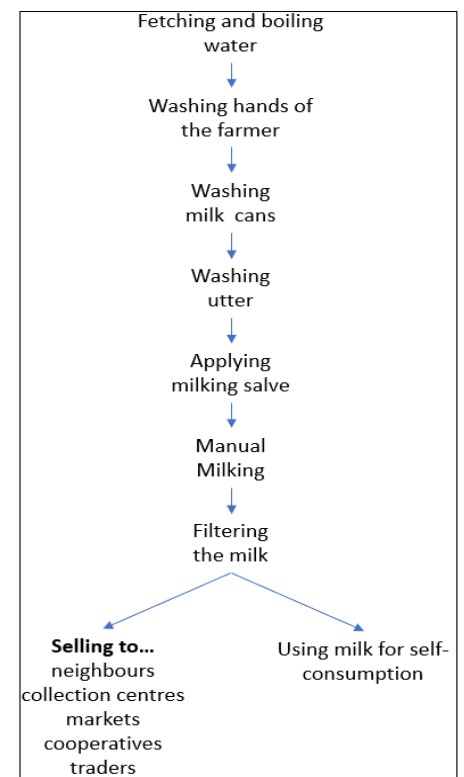 Fetching and boiling
water
Washing hands of
the farmer
Washing
milk cans
Washing
utter
Applying
milking salve
Manual
Milking
Filtering
the milk
Selling to...
neighbours
collection centres
markets
cooperatives
traders
Using milk for self-
consumption